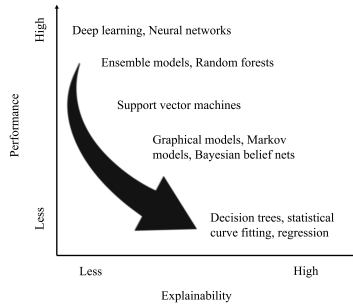 High
Deep learning, Neural networks
Ensemble models, Random forests
Support vector machines
Performance
Graphical models, Markov
models, Bayesian belief nets
Less
Decision trees, statistical
curve fitting, regression
Less
High
Explainability